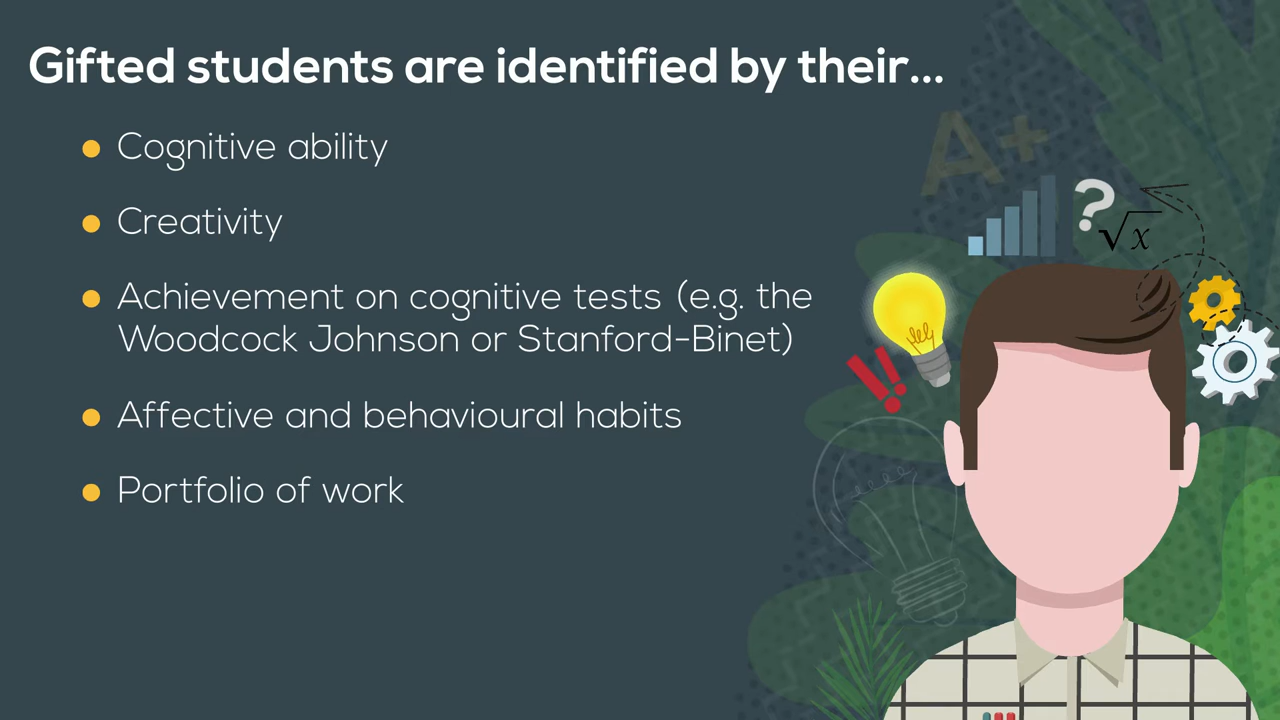 Gifted students are identified by their...
Cognitive ability
Creativity
Achievement on cognitive tests (e.g. the
Woodcock Johnson or Stanford-Binet)
Affective and behavioural habits
Portfolio of work
A+
?
√x
!!